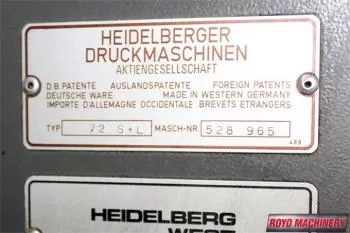 HEIDELBERGER
DRUCKMASCHINEN
AKTIENGESELLSCHAFT
D.B. PATENTE AUSLANDSPATENTE FOREIGN PATENTS
DEUTSCHE WARE MADE IN WESTERN GERMANY
IMPORTE D'ALLEMAGNE OCCIDENTALE BREVETS ETRANGERS
TYP 72 S+L MASCH-NR. 528 965
HEIDELBERG
WEST
ROYO MACHINERY